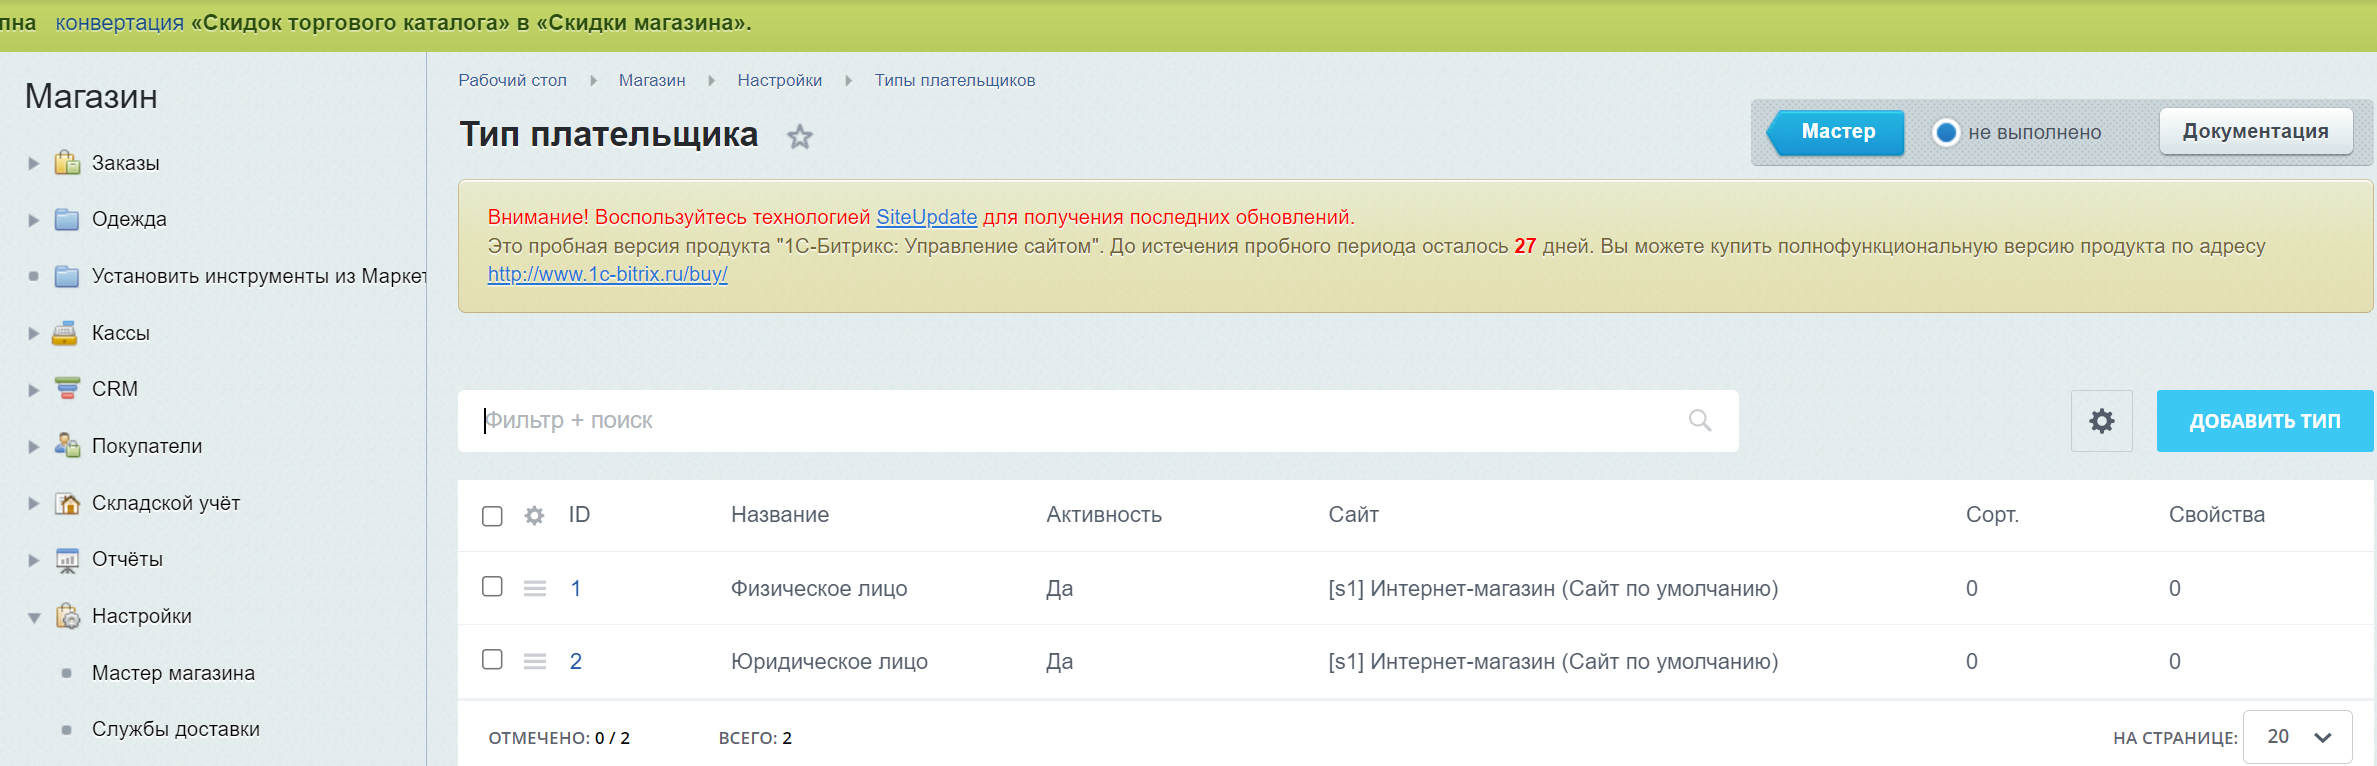 конвертация «Скидок торгового каталога» в «Скидки магазина».
Магазин
Заказы
Одежда
Установить инструменты из Маркет
Кассы
CRM
Покупатели
Складской учёт
Отчёты
Настройки
Мастер магазина
Службы доставки
Рабочий стол Магазин Настройки Типы плательщиков
Тип плательщика
Мастер не выполнено Документация
Внимание! Воспользуйтесь технологией SiteUpdate для получения последних обновлений.
Это пробная версия продукта "1С-Битрикс: Управление сайтом". До истечения пробного периода осталось 27 дней. Вы можете купить полнофункциональную версию продукта по адресу
http://www.1c-bitrix.ru/buy/
Фильтр + поиск
ДОБАВИТЬ ТИП
ID Название Активность Сайт Сорт. Свойства
1 Физическое лицо Да [s1] Интернет-магазин (Сайт по умолчанию) 0 0
2 Юридическое лицо Да [s1] Интернет-магазин (Сайт по умолчанию) 0 0
ОТМЕЧЕНО: 0 / 2 ВСЕГО: 2 НА СТРАНИЦЕ: 20